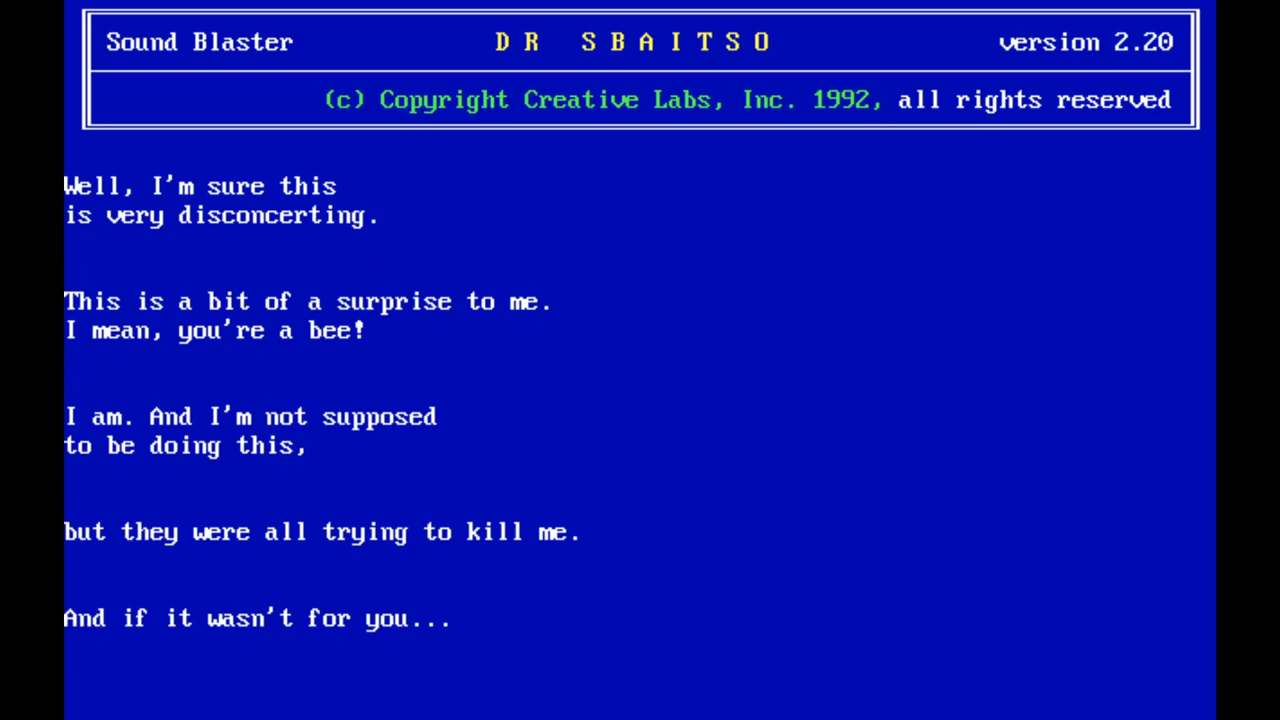 Sound Blaster D R S B A I T S O version 2.20
(c) Copyright Creative Labs, Inc. 1992, all rights reserved
Well, I'm sure this
is very disconcerting.
This is a bit of a surprise to me.
I mean, you're a bee!
I am. And I'm not supposed
to be doing this,
but they were all trying to kill me.
And if it wasn't for you...